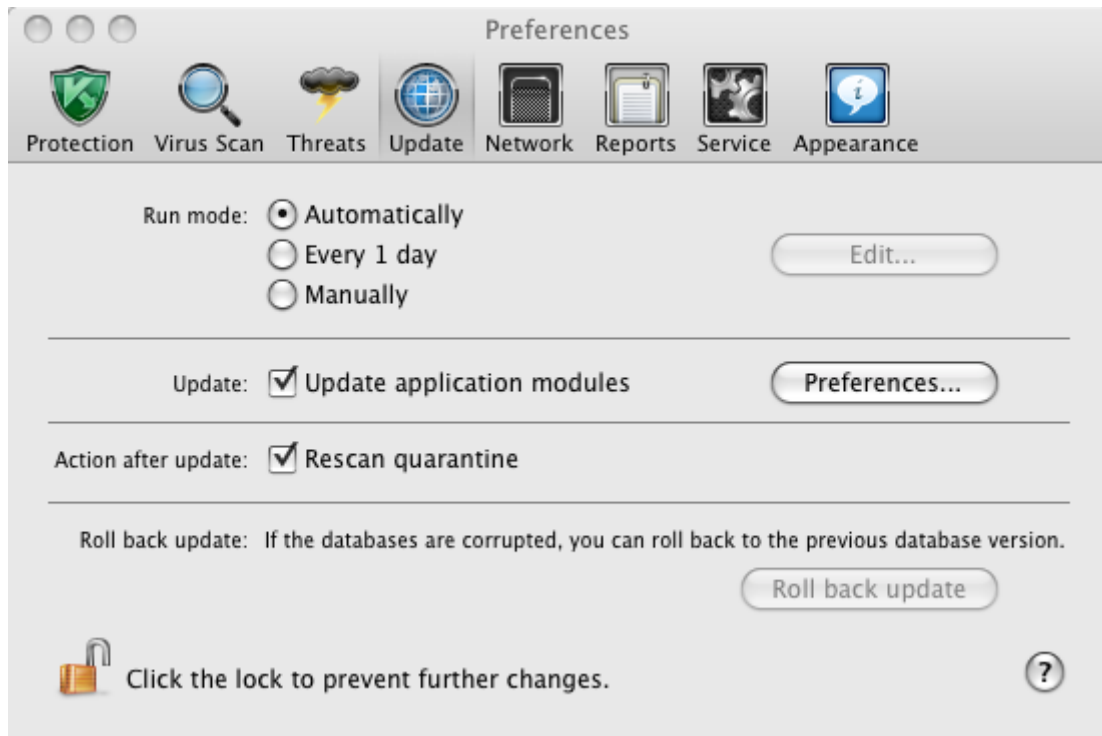 Preferences
Protection Virus Scan Threats Update Network Reports Service Appearance
Run mode: Automatically
Every 1 day Edit...
Manually
Update: Update application modules Preferences...
Action after update: Rescan quarantine
Roll back update: If the databases are corrupted, you can roll back to the previous database version.
Roll back update
Click the lock to prevent further changes. ?